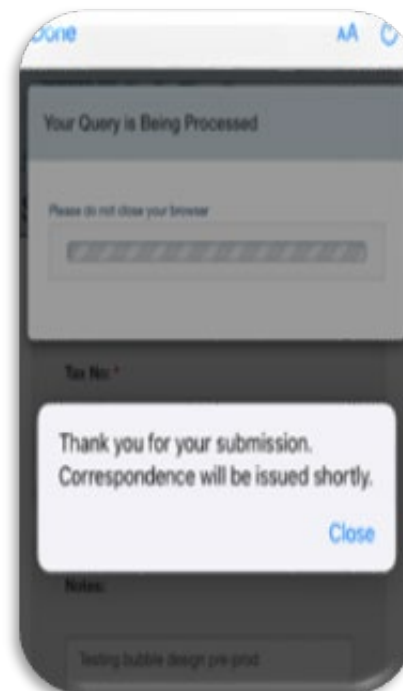 Done AA
Your Query is Being Processed
Please do not close your browser
Tax No: *
Thank you for your submission.
Correspondence will be issued shortly.
Close
Notes:
Testing bubble design pre-prod